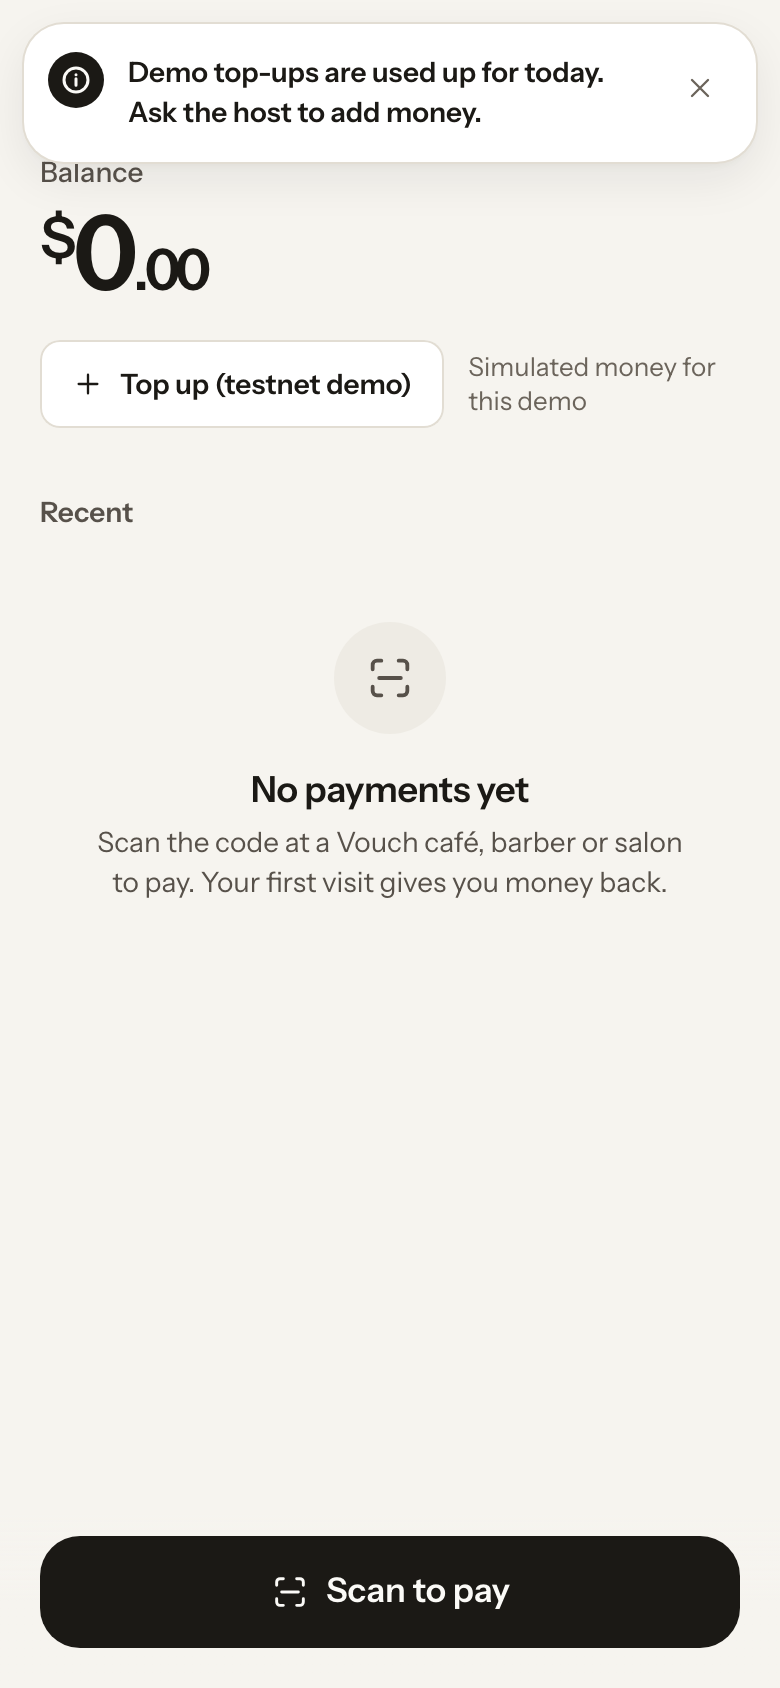 Demo top-ups are used up for today.
Ask the host to add money.
Balance
$0.00
Top up (testnet demo)
Simulated money for
this demo
Recent
No payments yet
Scan the code at a Vouch café, barber or salon
to pay. Your first visit gives you money back.
Scan to pay